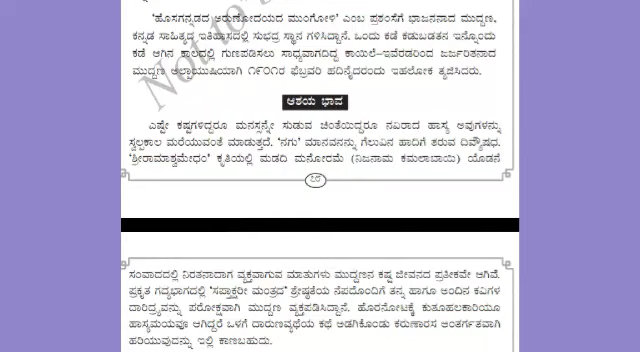 'ಹೊಸಗನ್ನಡದ ಅರುಣೋದಯದ ಮುಂಗೋಳಿ' ಎಂಬ ಪ್ರಶಂಸೆಗೆ ಭಾಜನನಾದ ಮುದ್ದಣ,
ಕನ್ನಡ ಸಾಹಿತ್ಯದ ಇತಿಹಾಸದಲ್ಲಿ ಸುಭದ್ರ ಸ್ಥಾನ ಗಳಿಸಿದ್ದಾನೆ. ಒಂದು ಕಡೆ ಕಡುಬಡತನ ಇನ್ನೊಂದು
ಕಡೆ ಆಗಿನ ಕಾಲದಲ್ಲಿ ಗುಣಪಡಿಸಲು ಸಾಧ್ಯವಾಗದಿದ್ದ ಕಾಯಿಲೆ-ಇವೆರಡರಿಂದ ಜರ್ಜರಿತನಾದ
ಮುದ್ದಣ ಅಲ್ಪಾಯುಷಿಯಾಗಿ ೧೯೦೧ರ ಫೆಬ್ರವರಿ ಹದಿನೈದರಂದು ಇಹಲೋಕ ತ್ಯಜಿಸಿದರು.
ಆಶಯ ಭಾವ
ಎಷ್ಟೇ ಕಷ್ಟಗಳಿದ್ದರೂ ಮನಸ್ಸನ್ನೇ ಸುಡುವ ಚಿಂತೆಯಿದ್ದರೂ ನವಿರಾದ ಹಾಸ್ಯ ಅವುಗಳನ್ನು
ಸ್ವಲ್ಪಕಾಲ ಮರೆಯುವಂತೆ ಮಾಡುತ್ತದೆ. 'ನಗು' ಮಾನವನನ್ನು ಗೆಲುವಿನ ಹಾದಿಗೆ ತರುವ ದಿವ್ಯೌಷಧ.
'ಶ್ರೀರಾಮಾಶ್ವಮೇಧಂ' ಕೃತಿಯಲ್ಲಿ ಮಡದಿ ಮನೋರಮೆ (ನಿಜನಾಮ ಕಮಲಾಬಾಯಿ) ಯೊಡನೆ
ಸಂವಾದದಲ್ಲಿ ನಿರತನಾದಾಗ ವ್ಯಕ್ತವಾಗುವ ಮಾತುಗಳು ಮುದ್ದಣನ ಕಷ್ಟ ಜೀವನದ ಪ್ರತೀಕವೇ ಆಗಿವೆ.
ಪ್ರಕೃತ ಗದ್ಯಭಾಗದಲ್ಲಿ 'ಸಪ್ತಾಕ್ಷರೀ ಮಂತ್ರದ' ಶ್ರೇಷ್ಠತೆಯ ನೆಪದೊಂದಿಗೆ ತನ್ನ ಹಾಗೂ ಅಂದಿನ ಕವಿಗಳ
ದಾರಿದ್ರ್ಯವನ್ನು ಪರೋಕ್ಷವಾಗಿ ಮುದ್ದಣ ವ್ಯಕ್ತಪಡಿಸಿದ್ದಾನೆ. ಹೊರನೋಟಕ್ಕೆ ಕುತೂಹಲಕಾರಿಯೂ
ಹಾಸ್ಯಮಯವೂ ಆಗಿದ್ದರೆ ಒಳಗೆ ದಾರುಣವ್ಯಥೆಯ ಕಥೆ ಅಡಗಿಕೊಂಡು ಕರುಣಾರಸ ಅಂತರ್ಗತವಾಗಿ
ಹರಿಯುವುದನ್ನು ಇಲ್ಲಿ ಕಾಣಬಹುದು.